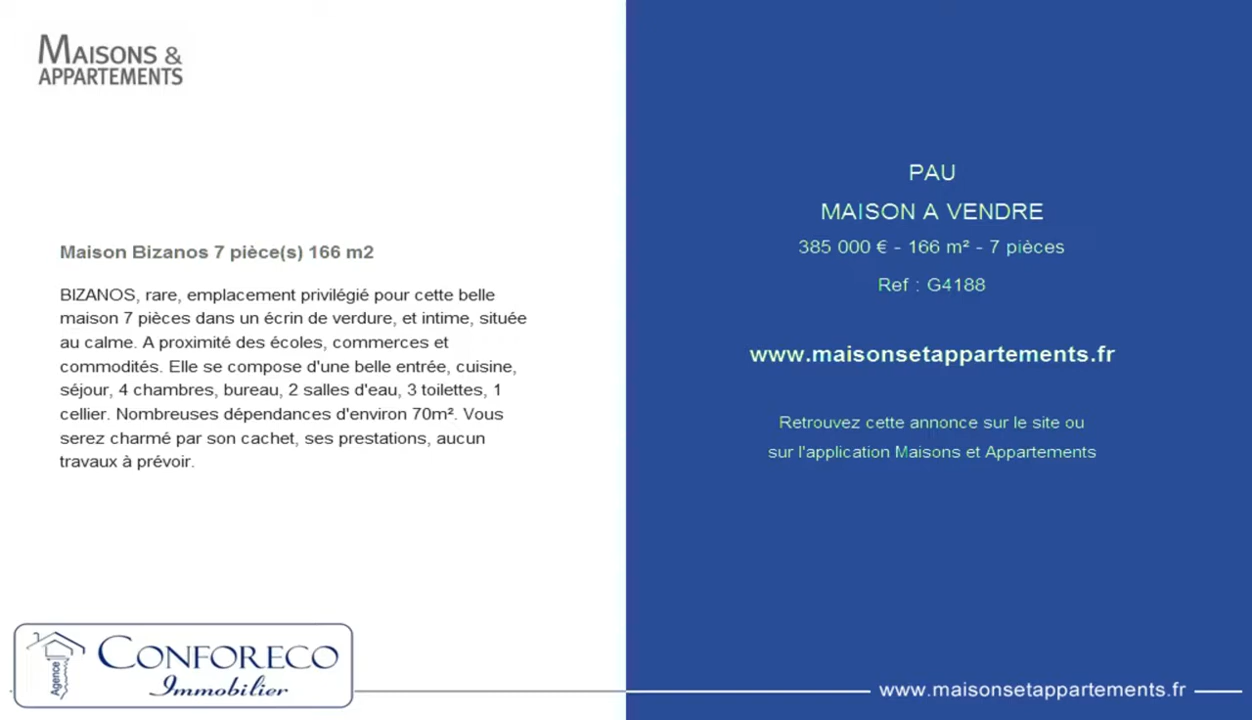 MAISONS &
APPARTEMENTS
Maison Bizanos 7 pièce(s) 166 m2
BIZANOS, rare, emplacement privilégié pour cette belle
maison 7 pièces dans un écrin de verdure, et intime, située
au calme. A proximité des écoles, commerces et
commodités. Elle se compose d'une belle entrée, cuisine,
séjour, 4 chambres, bureau, 2 salles d'eau, 3 toilettes, 1
cellier. Nombreuses dépendances d'environ 70m². Vous
serez charmé par son cachet, ses prestations, aucun
travaux à prévoir.
Agence
CONFORECO
Immobilier
PAU
MAISON A VENDRE
385 000 € - 166 m² - 7 pièces
Ref : G4188
www.maisonsetappartements.fr
Retrouvez cette annonce sur le site ou
sur l'application Maisons et Appartements
www.maisonsetappartements.fr